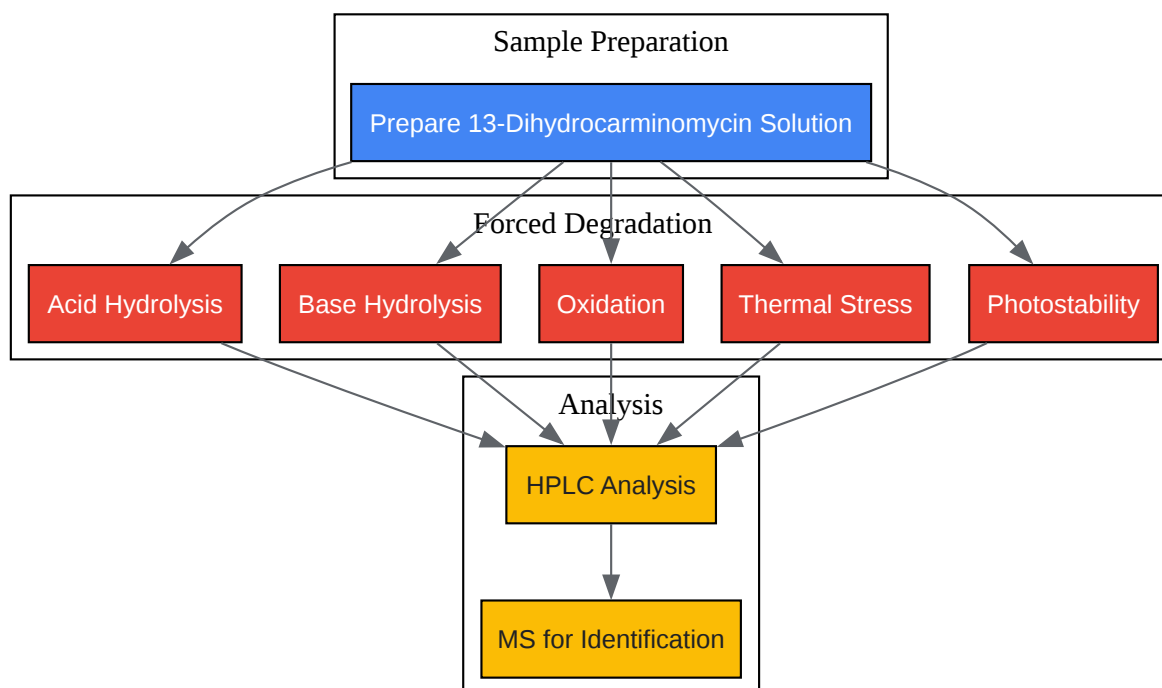 Sample Preparation
Prepare 13-Dihydrocarminomycin Solution
Forced Degradation
Acid Hydrolysis
Base Hydrolysis
Oxidation
Thermal Stress
Photostability
Analysis
HPLC Analysis
MS for Identification